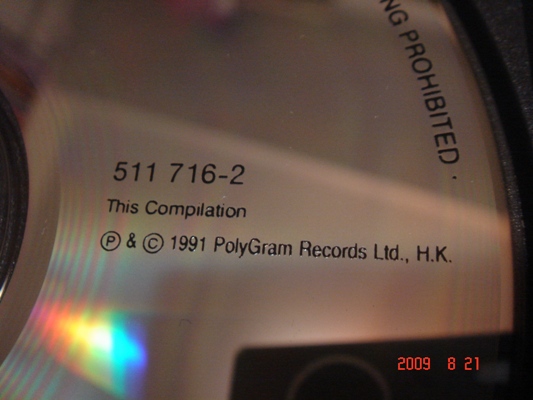 NG PROHIBITED.
511 716-2
This Compilation
Ⓟ & © 1991 PolyGram Records Ltd., H.K.
2009 8 21